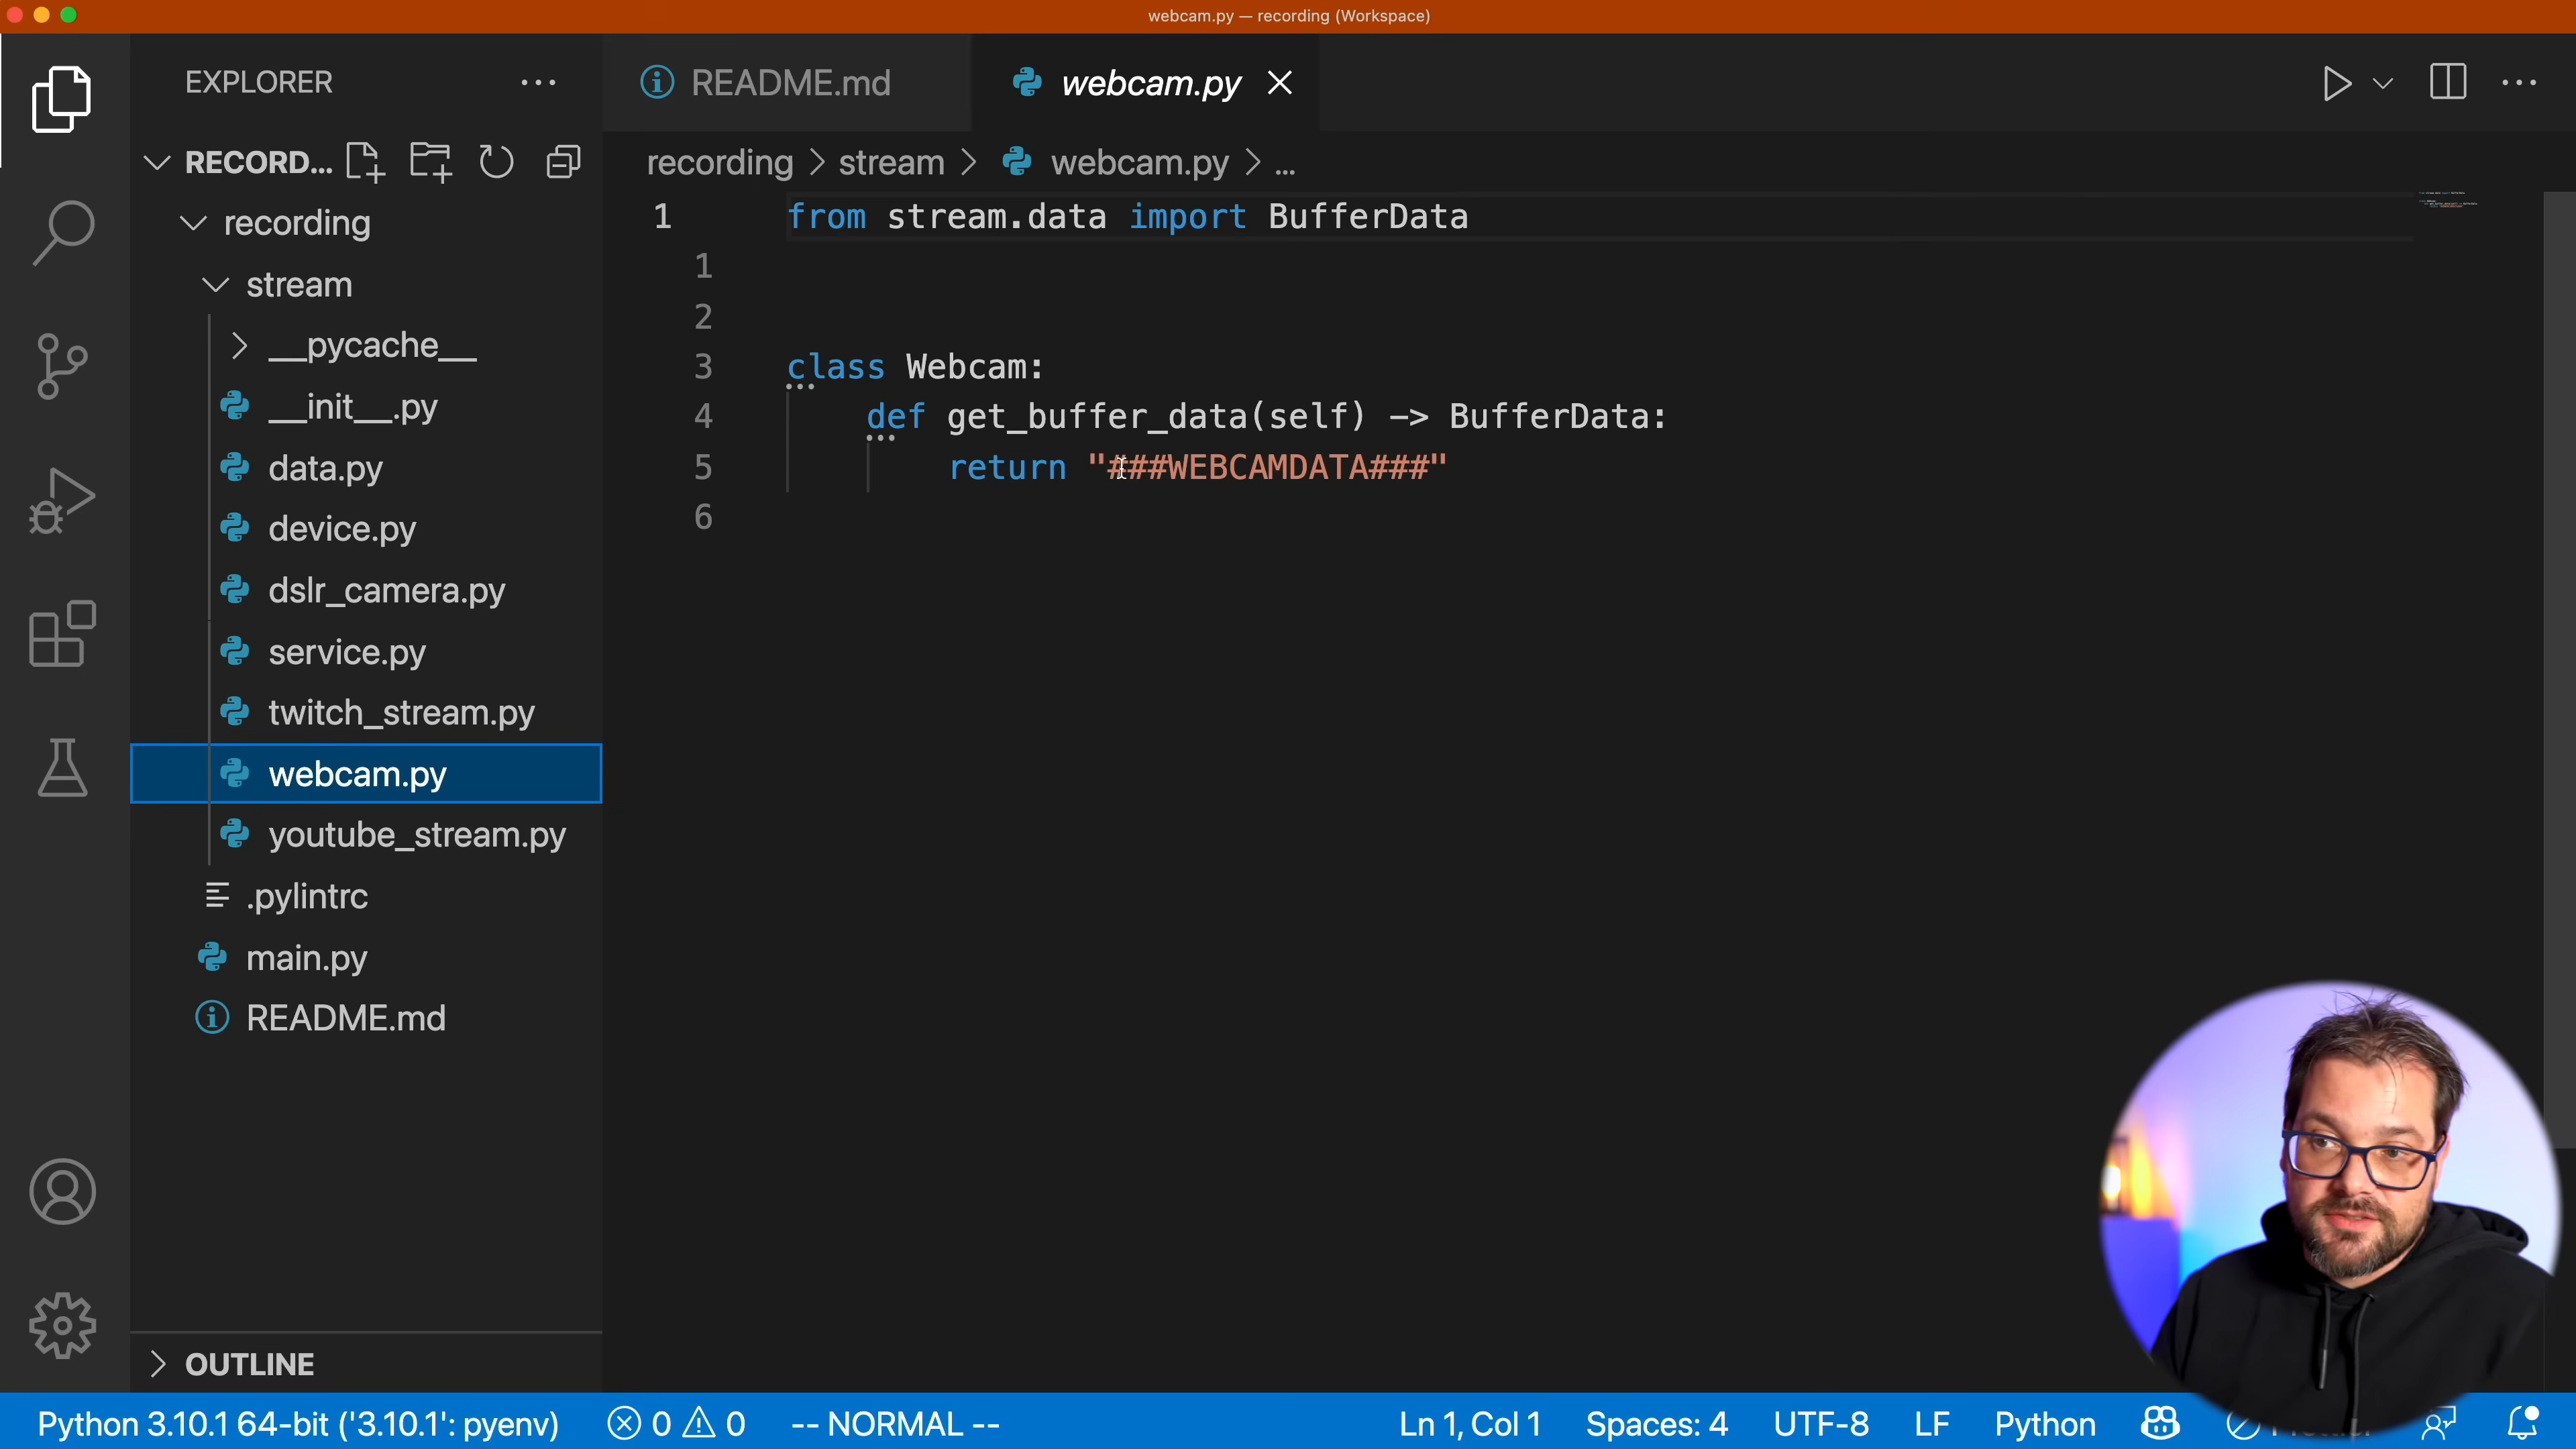 webcam.py — recording (Workspace)
EXPLORER
README.md
webcam.py
RECORD...
recording > stream > webcam.py > ...
recording
stream
__pycache__
__init__.py
data.py
device.py
dslr_camera.py
service.py
twitch_stream.py
webcam.py
youtube_stream.py
.pylintrc
main.py
README.md
OUTLINE
1 from stream.data import BufferData
1
2
3 class Webcam:
4 def get_buffer_data(self) -> BufferData:
5 return "###WEBCAMDATA###"
6
Python 3.10.1 64-bit ('3.10.1': pyenv) 0 0 -- NORMAL -- Ln 1, Col 1 Spaces: 4 UTF-8 LF Python